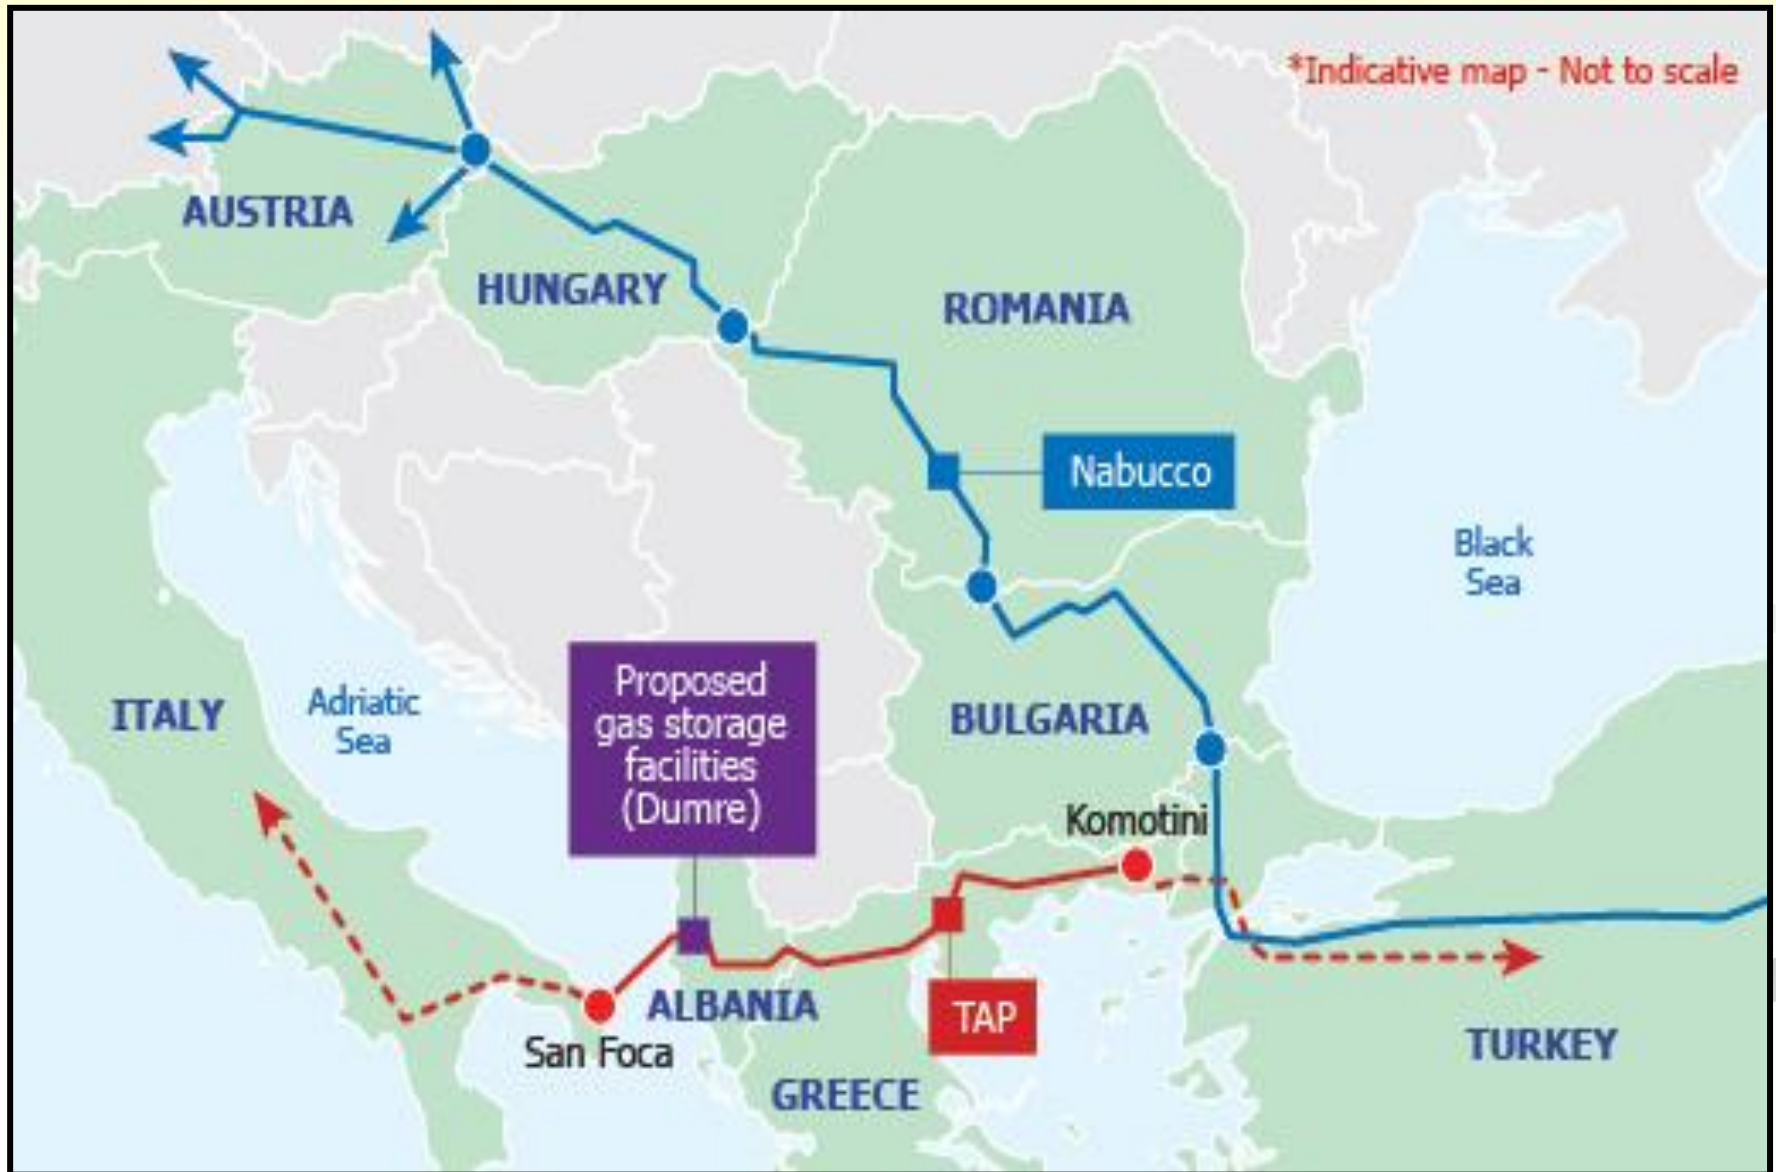 *Indicative map - Not to scale
AUSTRIA
HUNGARY
ROMANIA
Nabucco
Black
Sea
Proposed
gas storage
facilities
(Dumre)
ITALY
Adriatic
Sea
BULGARIA
Komotini
ALBANIA
TAP
San Foca
TURKEY
GREECE